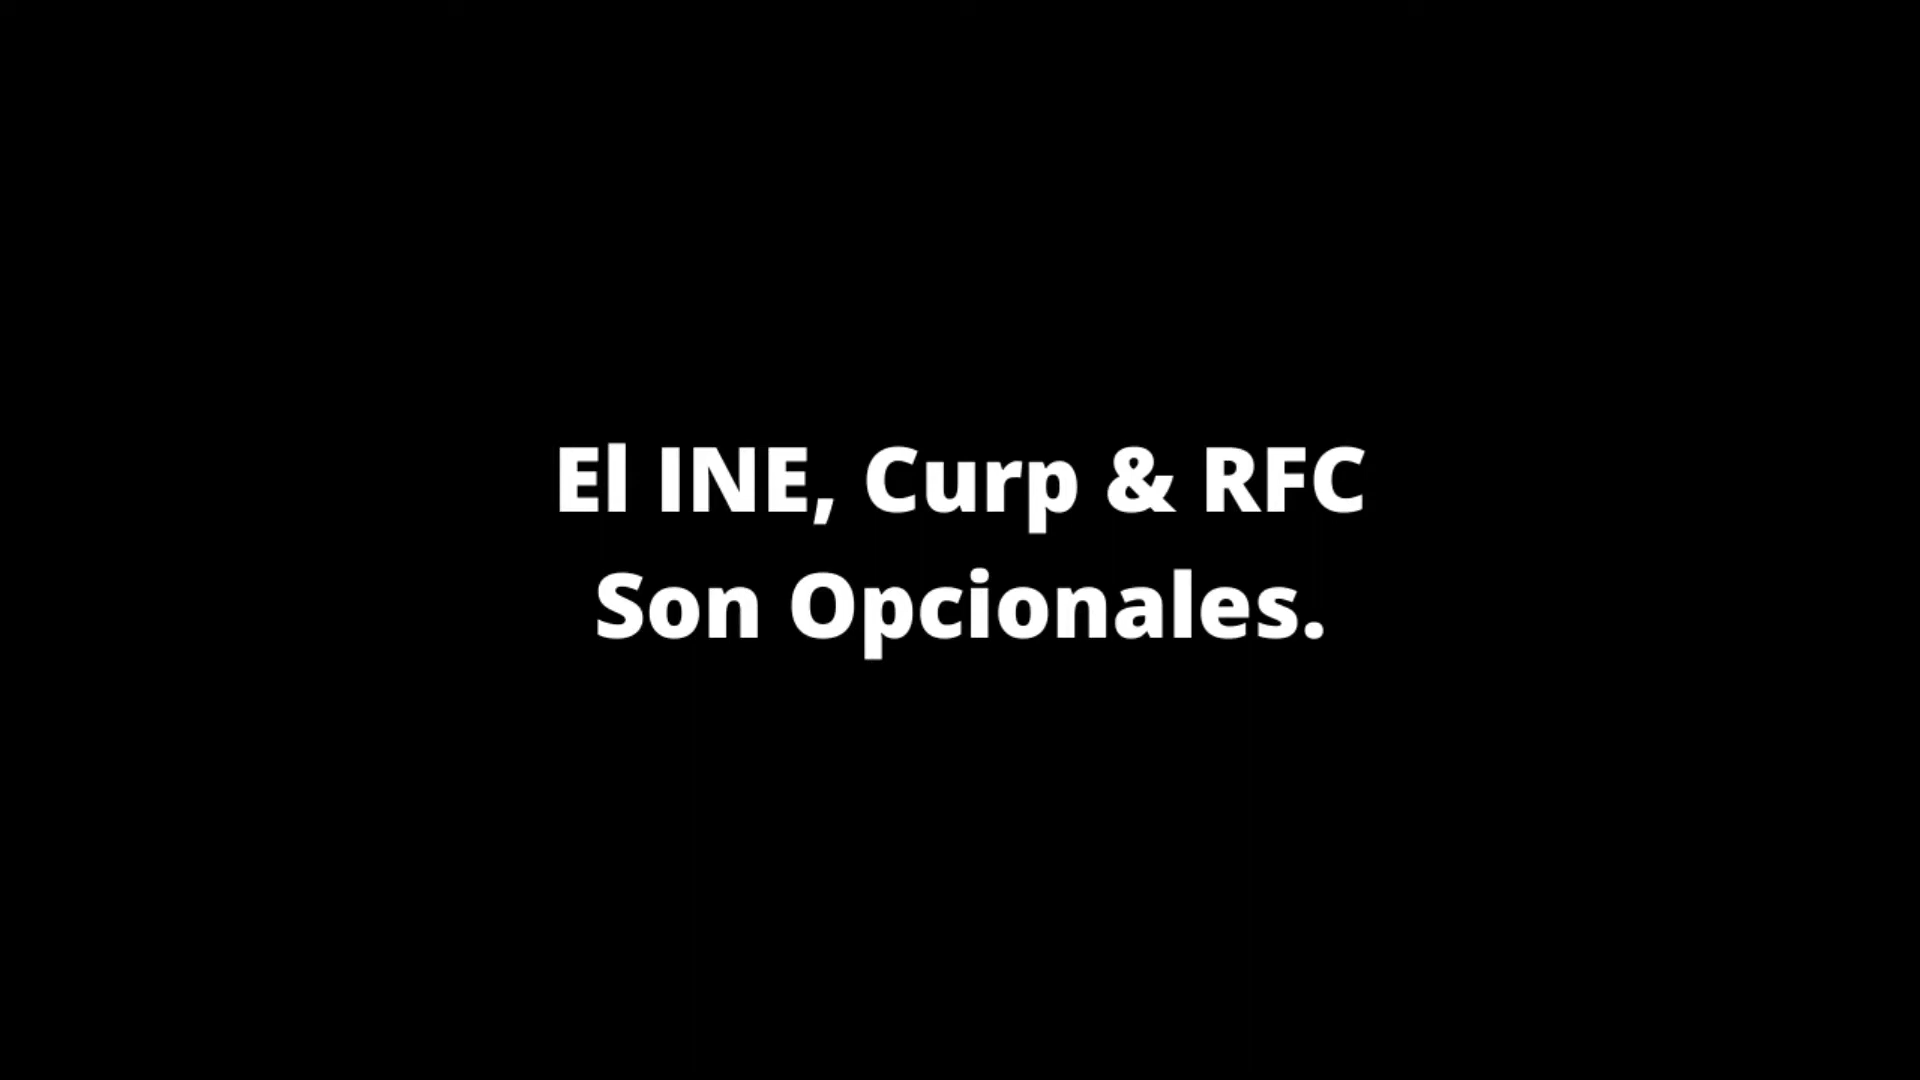 El INE, Curp & RFC
Son Opcionales.